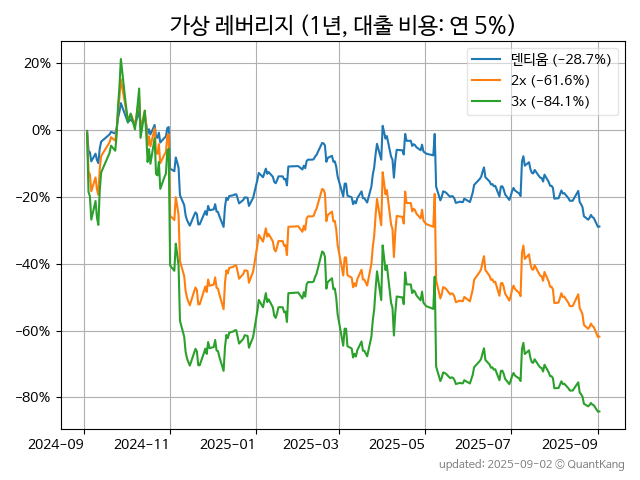 가상 레버리지 (1년, 대출 비용: 연 5%)
덴티움 (-28.7%)
2x (-61.6%)
3x (-84.1%)
20%
0%
-20%
-40%
-60%
-80%
2024-09 2024-11 2025-01 2025-03 2025-05 2025-07 2025-09
updated: 2025-09-02 © QuantKang